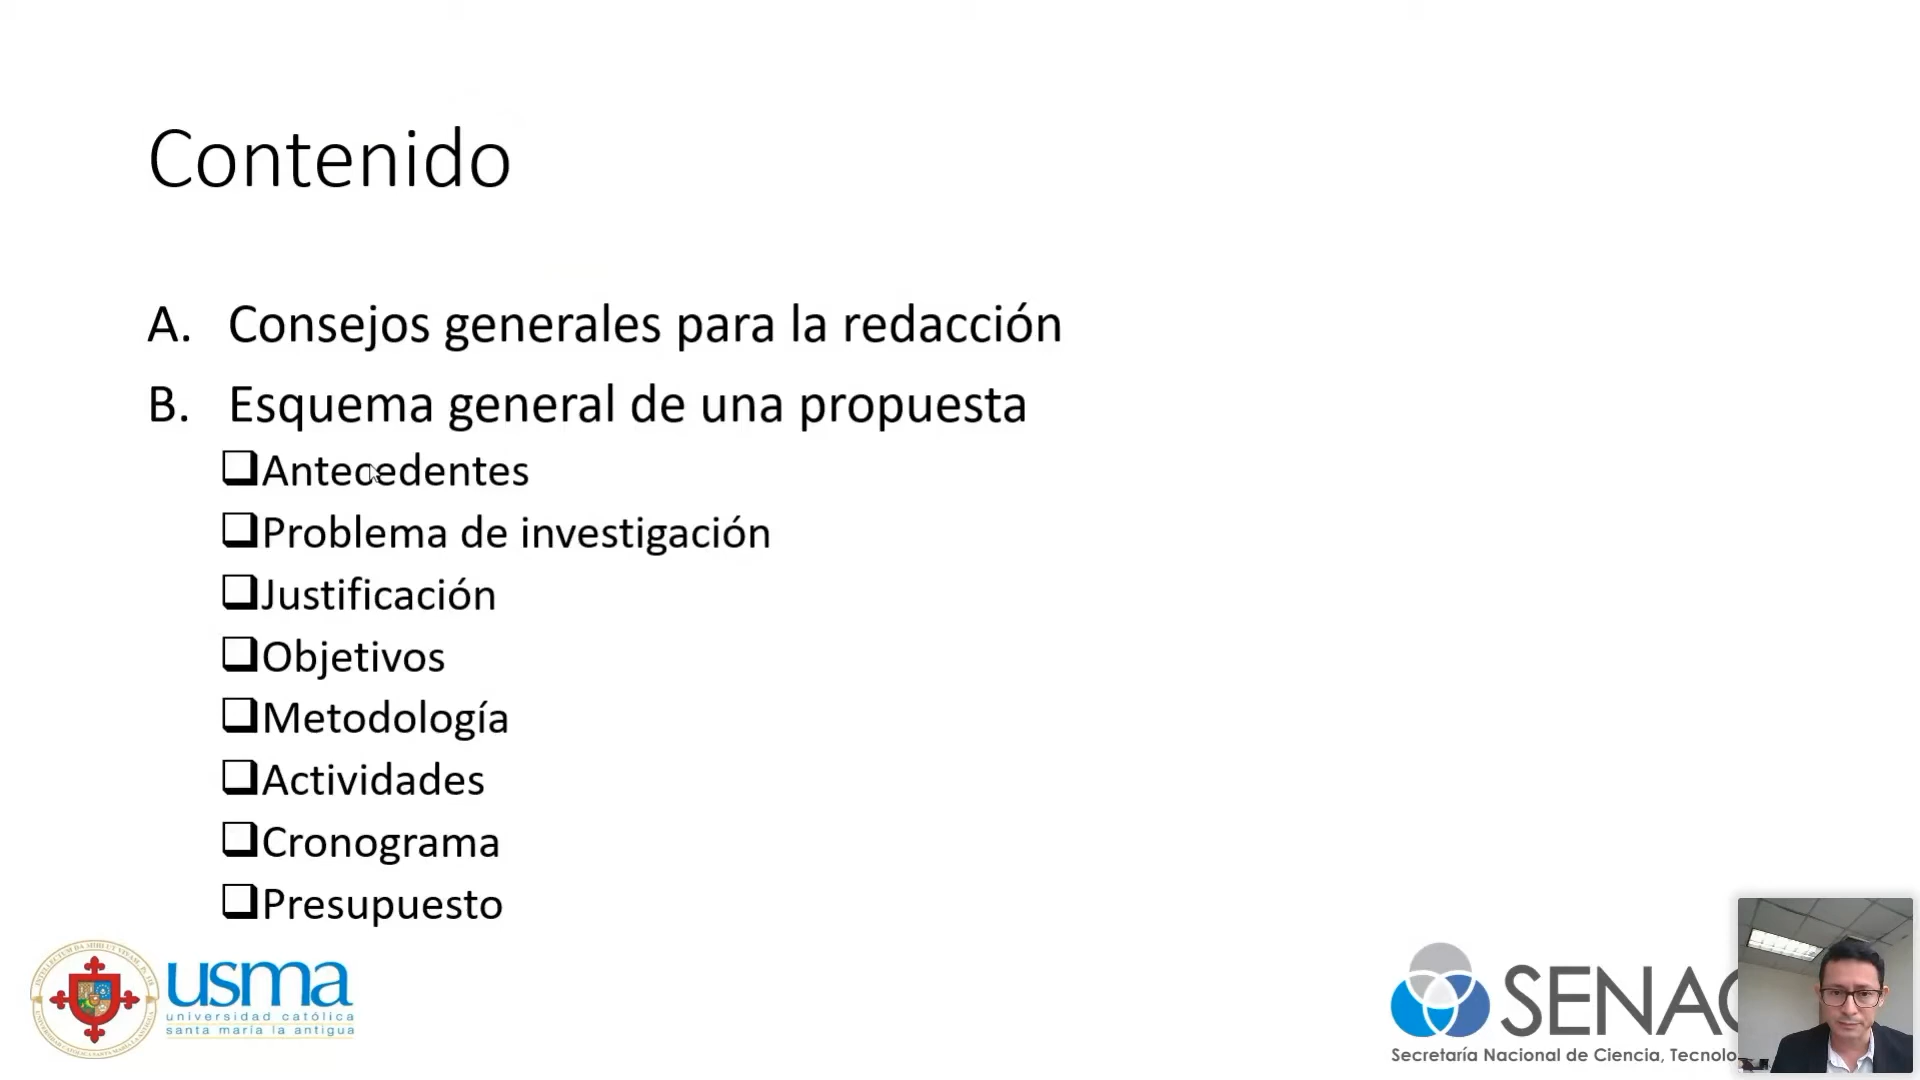 Contenido
A. Consejos generales para la redacción
B. Esquema general de una propuesta
Antecedentes
Problema de investigación
Justificación
Objetivos
Metodología
Actividades
Cronograma
Presupuesto
usma
universidad católica
santa maría la antigua
SENAC
Secretaría Nacional de Ciencia, Tecnolo